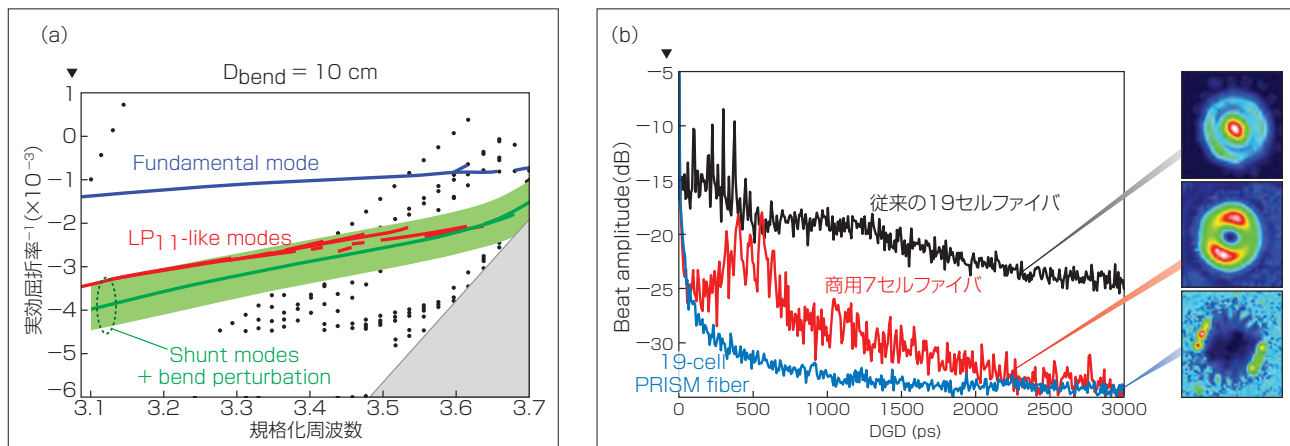 (a)
▼
D_bend = 10 cm
1
0
−1
−2
−3
−4
−5
−6
実効屈折率⁻¹ (×10⁻³)
Fundamental mode
LP₁₁-like modes
Shunt modes
+ bend perturbation
3.1 3.2 3.3 3.4 3.5 3.6 3.7
規格化周波数
(b)
▼
−5
−10
−15
−20
−25
−30
Beat amplitude(dB)
従来の19セルファイバ
商用7セルファイバ
19-cell
PRISM fiber
0 500 1000 1500 2000 2500 3000
DGD (ps)